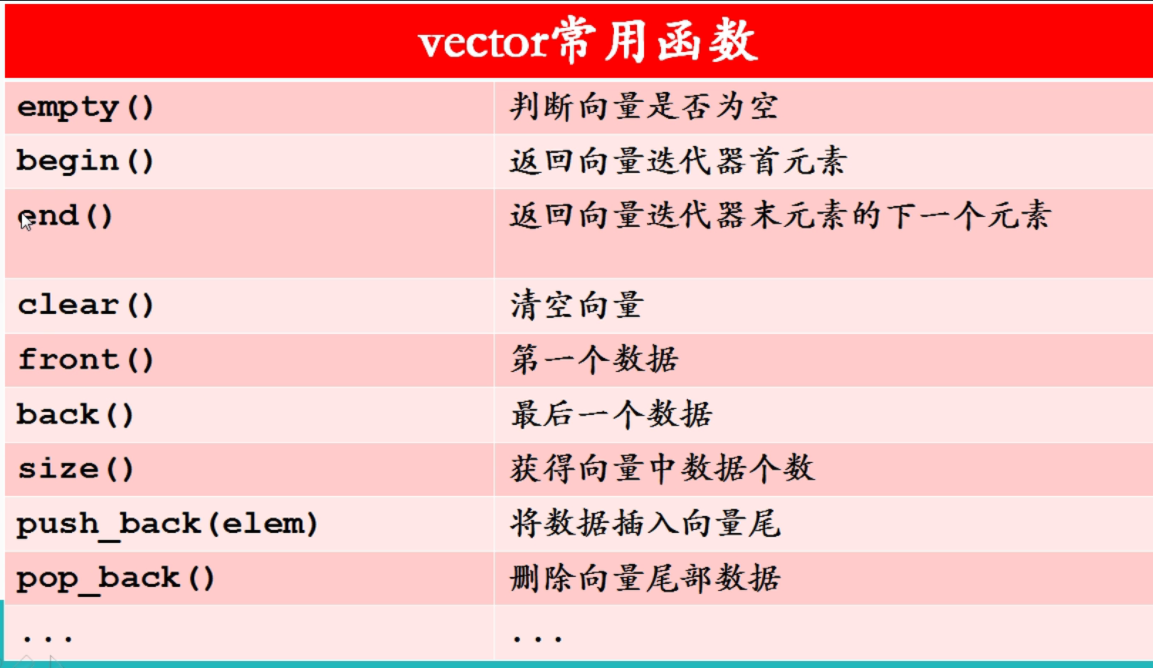 vector常用函数
empty() 判断向量是否为空
begin() 返回向量迭代器首元素
end() 返回向量迭代器末元素的下一个元素
clear() 清空向量
front() 第一个数据
back() 最后一个数据
size() 获得向量中数据个数
push_back(elem) 将数据插入向量尾
pop_back() 删除向量尾部数据
... ...